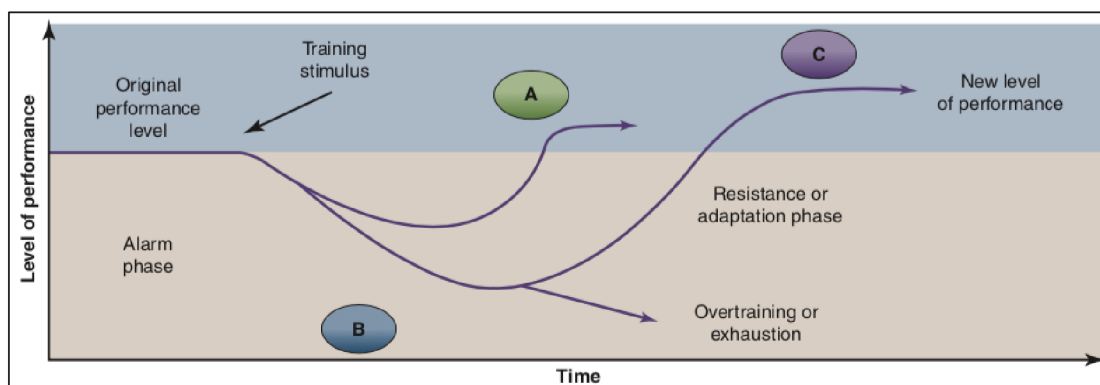 Level of performance
Original
performance
level
Training
stimulus
A
C
New level
of performance
Alarm
phase
B
Resistance or
adaptation phase
Overtraining or
exhaustion
Time